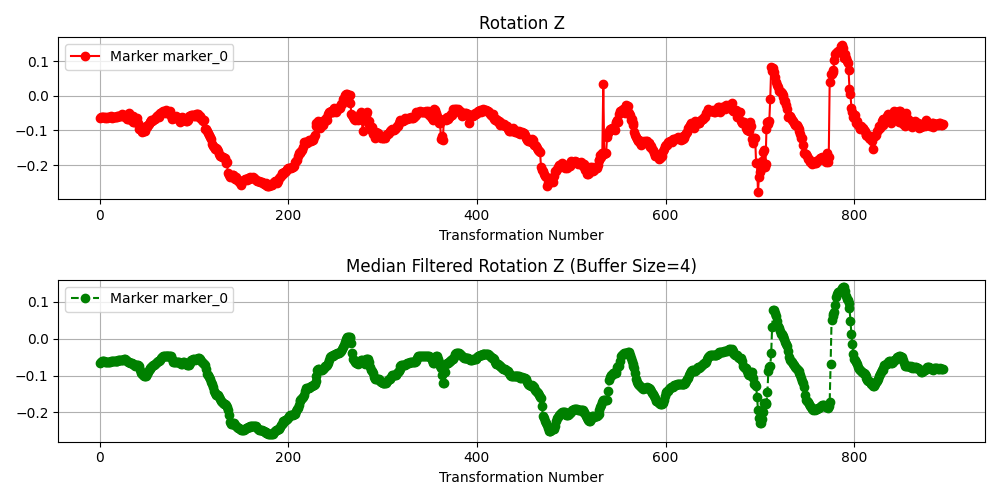 Rotation Z
Marker marker_0
0.1
0.0
−0.1
−0.2
0 200 400 600 800
Transformation Number
Median Filtered Rotation Z (Buffer Size=4)
Marker marker_0
0.1
0.0
−0.1
−0.2
0 200 400 600 800
Transformation Number